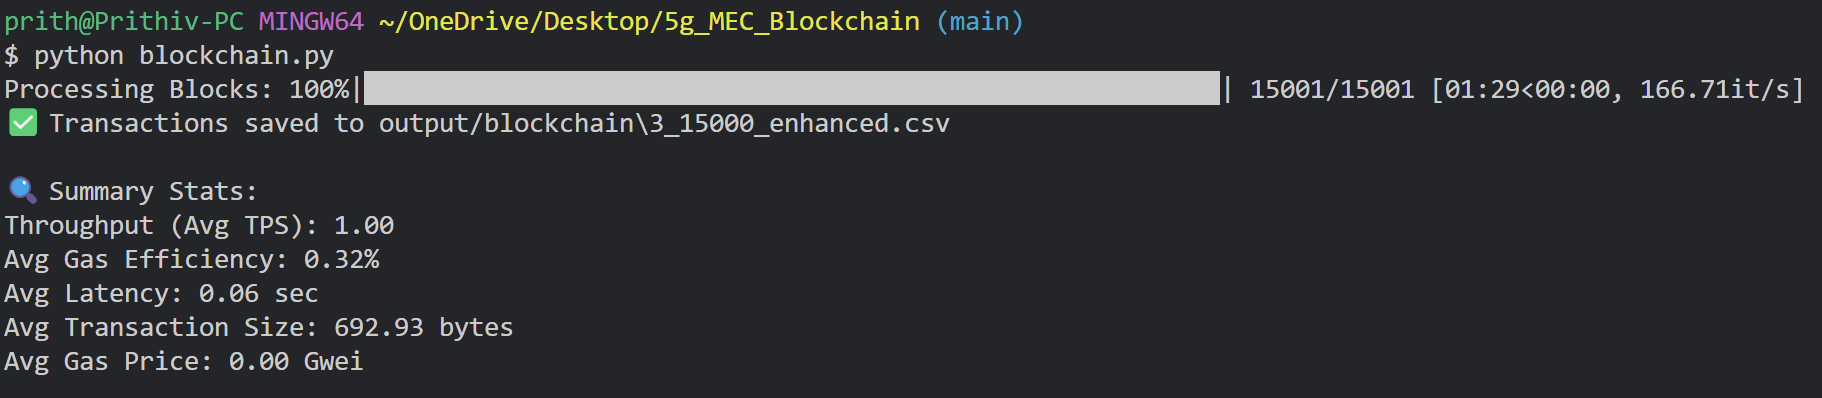 prith@Prithiv-PC MINGW64 ~/OneDrive/Desktop/5g_MEC_Blockchain (main)
$ python blockchain.py
Processing Blocks: 100%|██████████| 15001/15001 [01:29<00:00, 166.71it/s]
✅ Transactions saved to output/blockchain\3_15000_enhanced.csv
🔍 Summary Stats:
Throughput (Avg TPS): 1.00
Avg Gas Efficiency: 0.32%
Avg Latency: 0.06 sec
Avg Transaction Size: 692.93 bytes
Avg Gas Price: 0.00 Gwei